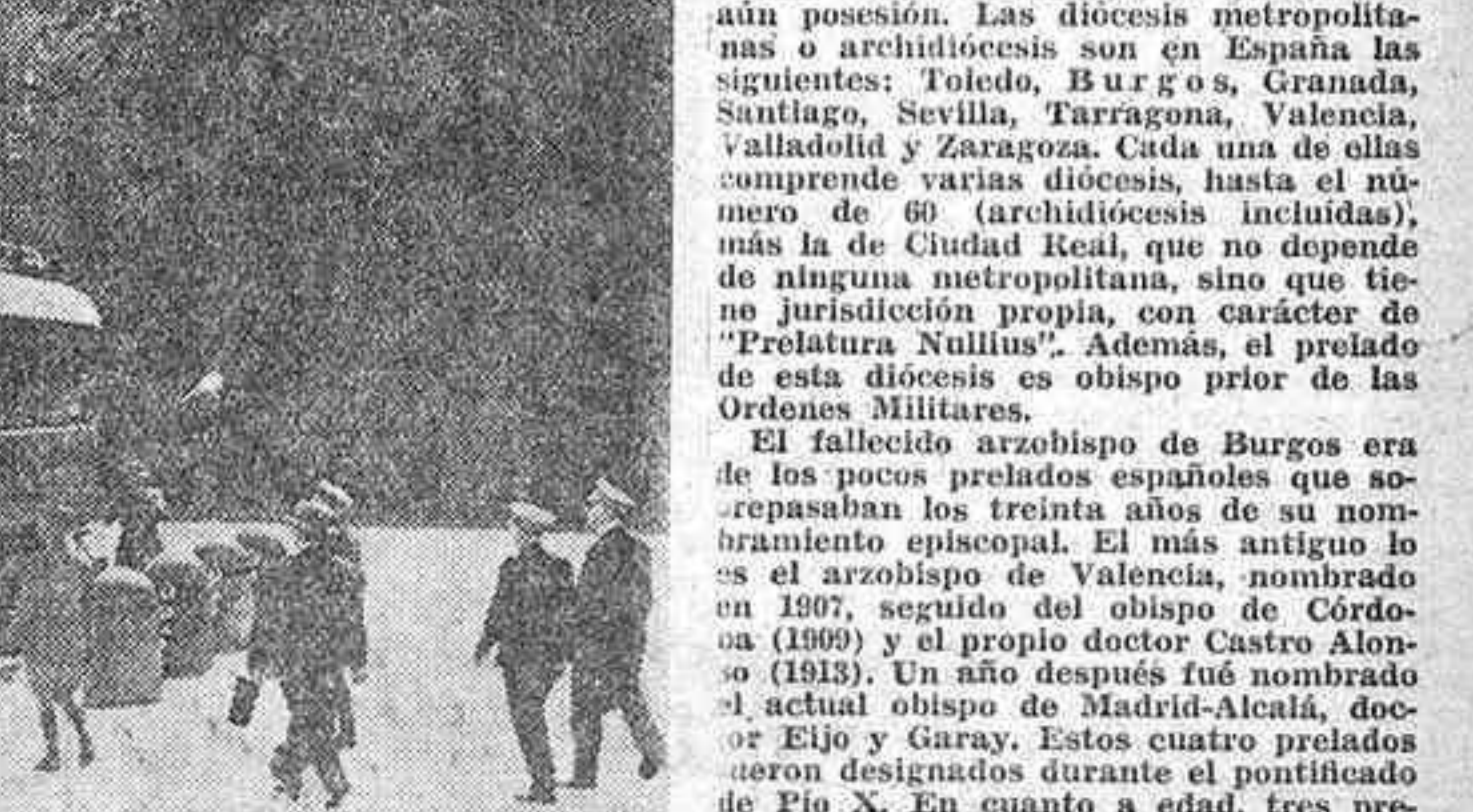 aún posesión. Las diócesis metropolita-
nas o archidiócesis son en España las
siguientes: Toledo, Burgos, Granada,
Santiago, Sevilla, Tarragona, Valencia,
Valladolid y Zaragoza. Cada una de ellas
comprende varias diócesis, hasta el nú-
mero de 60 (archidiócesis incluídas),
más la de Ciudad Real, que no depende
de ninguna metropolitana, sino que tie-
ne jurisdicción propia, con carácter de
"Prelatura Nullius". Además, el prelado
de esta diócesis es obispo prior de las
Ordenes Militares.
El fallecido arzobispo de Burgos era
de los pocos prelados españoles que so-
brepasaban los treinta años de su nom-
bramiento episcopal. El más antiguo lo
es el arzobispo de Valencia, nombrado
en 1907, seguido del obispo de Córdo-
ba (1909) y el propio doctor Castro Alon-
so (1913). Un año después fué nombrado
el actual obispo de Madrid-Alcalá, doc-
tor Eijo y Garay. Estos cuatro prelados
fueron designados durante el pontificado
de Pío X. En cuanto a edad, tres pre-